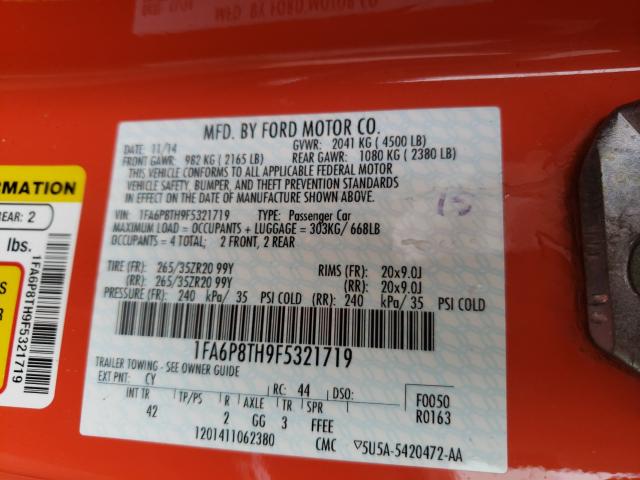 MFD. BY FORD MOTOR CO.
DATE: 11/14 GVWR: 2041 KG ( 4500 LB)
FRONT GAWR: 982 KG ( 2165 LB) REAR GAWR: 1080 KG ( 2380 LB)
THIS VEHICLE CONFORMS TO ALL APPLICABLE FEDERAL MOTOR
VEHICLE SAFETY, BUMPER, AND THEFT PREVENTION STANDARDS
IN EFFECT ON THE DATE OF MANUFACTURE SHOWN ABOVE.
15
VIN: 1FA6P8TH9F5321719 TYPE: Passenger Car
MAXIMUM LOAD = OCCUPANTS + LUGGAGE = 303KG/ 668LB
OCCUPANTS = 4 TOTAL; 2 FRONT, 2 REAR
TIRE (FR): 265/35ZR20 99Y RIMS (FR): 20x9.0J
(RR): 265/35ZR20 99Y (RR): 20x9.0J
PRESSURE (FR): 240 kPa/ 35 PSI COLD (RR): 240 kPa/ 35 PSI COLD
1FA6P8TH9F5321719
TRAILER TOWING - SEE OWNER GUIDE
EXT PNT: CY RC: 44 DSO: F0050
INT TR TP/PS R AXLE TR SPR R0163
42 2 GG 3 FFEE
1201411062380 CMC 5U5A-5420472-AA
FORMATION
REAR: 2
lbs.
1FA6P8TH9F5321719